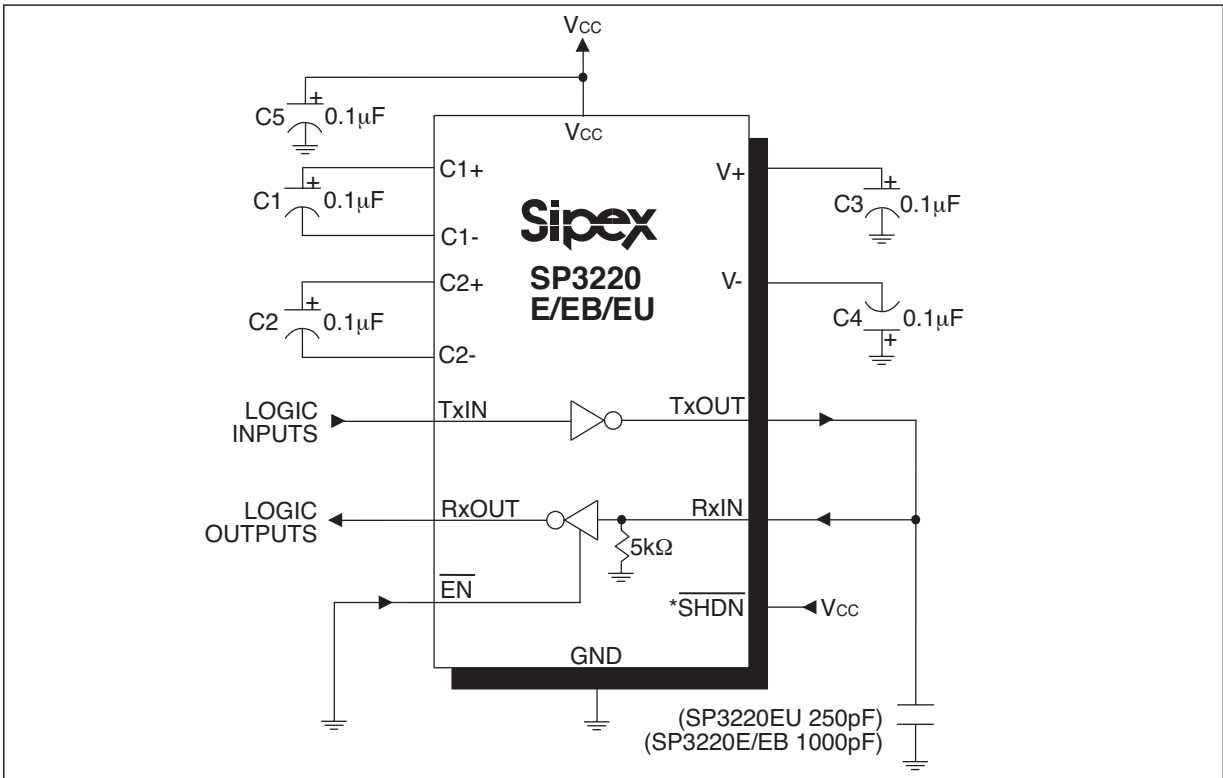 VCC
C5
+
0.1µF
VCC
C1+
C1
+
0.1µF
C1-
C2+
C2
+
0.1µF
C2-
Sipex
SP3220
E/EB/EU
V+
C3
+
0.1µF
V-
C4
0.1µF
+
LOGIC
INPUTS
TxIN
TxOUT
LOGIC
OUTPUTS
RxOUT
RxIN
5kΩ
EN
*SHDN
VCC
GND
(SP3220EU 250pF)
(SP3220E/EB 1000pF)